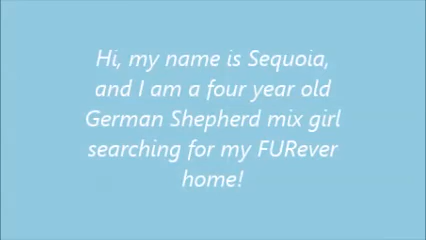 Hi, my name is Sequoia,
and I am a four year old
German Shepherd mix girl
searching for my FURever
home!